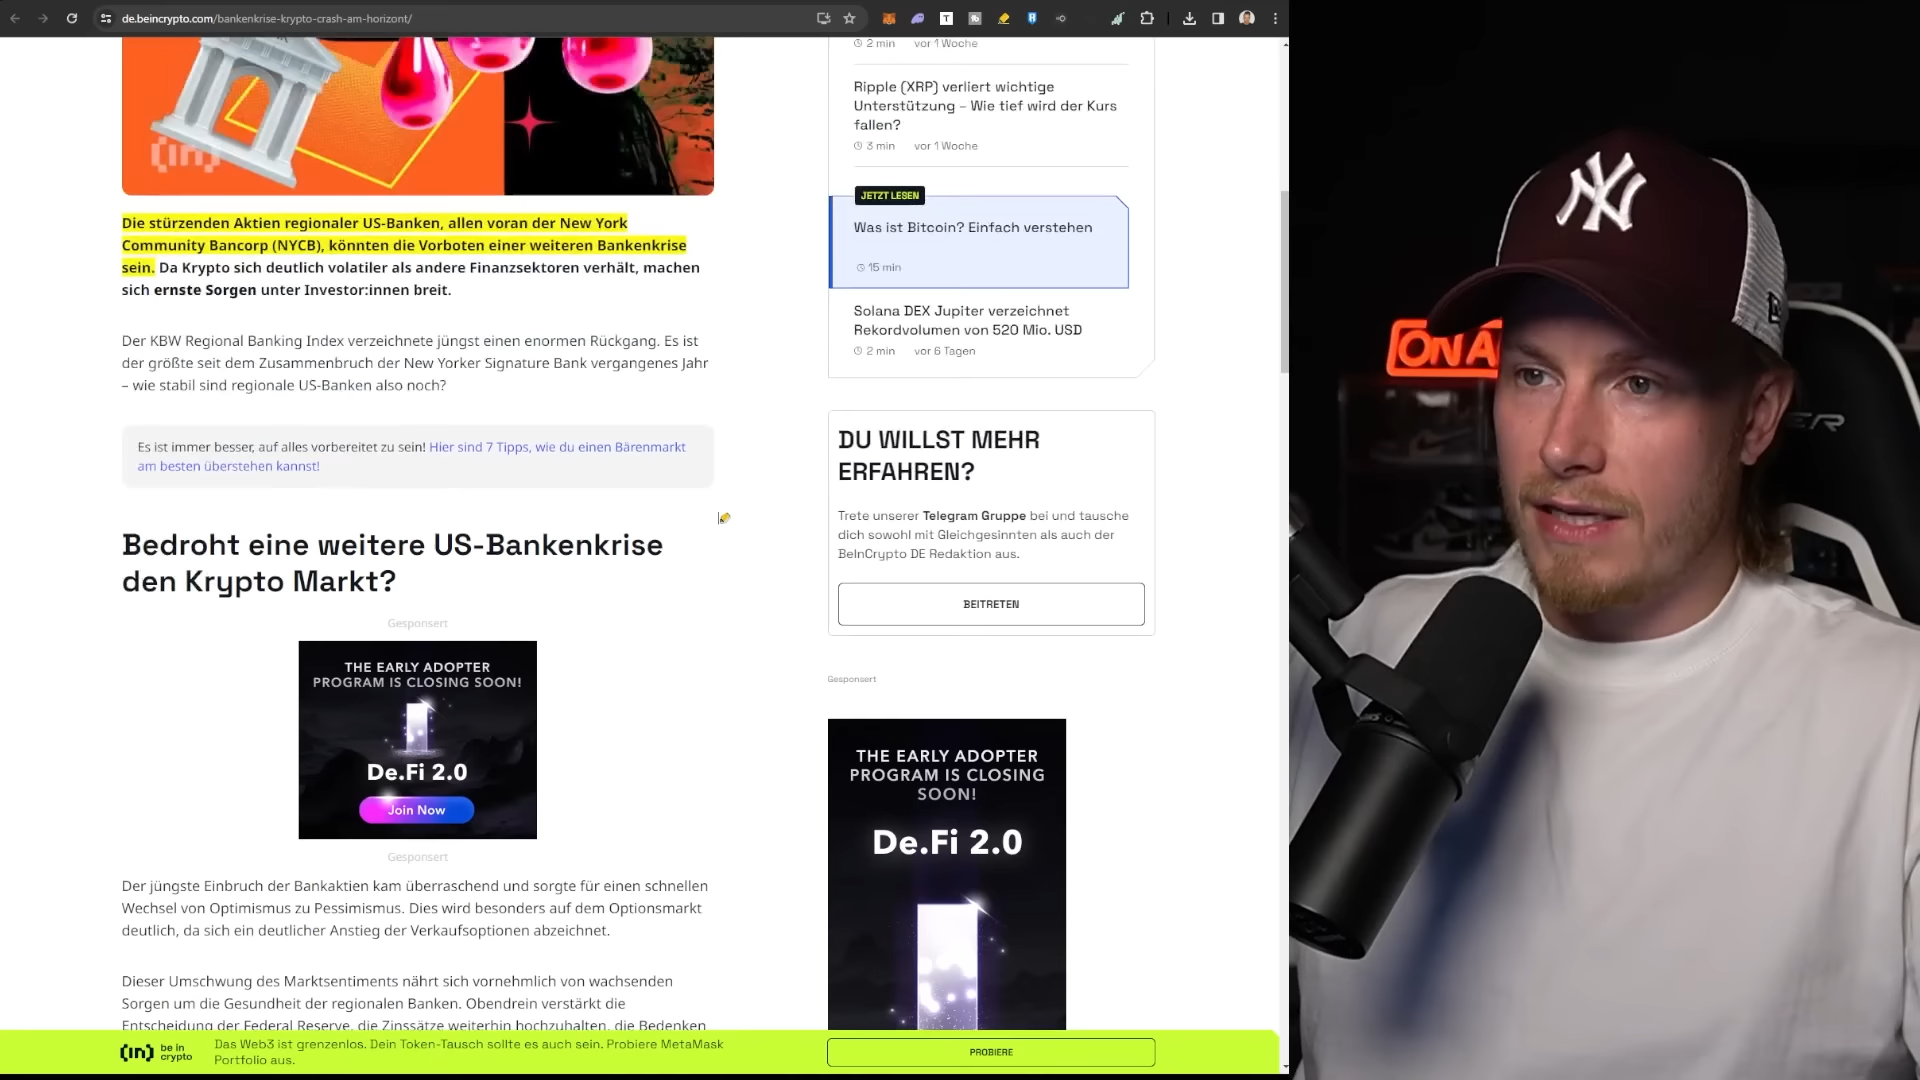 de.beincrypto.com/bankenkrise-krypto-crash-am-horizont/
Die stürzenden Aktien regionaler US-Banken, allen voran der New York
Community Bancorp (NYCB), könnten die Vorboten einer weiteren Bankenkrise
sein. Da Krypto sich deutlich volatiler als andere Finanzsektoren verhält, machen
sich ernste Sorgen unter Investor:innen breit.
Der KBW Regional Banking Index verzeichnete jüngst einen enormen Rückgang. Es ist
der größte seit dem Zusammenbruch der New Yorker Signature Bank vergangenes Jahr
– wie stabil sind regionale US-Banken also noch?
Es ist immer besser, auf alles vorbereitet zu sein! Hier sind 7 Tipps, wie du einen Bärenmarkt
am besten überstehen kannst!
Bedroht eine weitere US-Bankenkrise
den Krypto Markt?
Gesponsert
THE EARLY ADOPTER
PROGRAM IS CLOSING SOON!
De.Fi 2.0
Join Now
Gesponsert
Der jüngste Einbruch der Bankaktien kam überraschend und sorgte für einen schnellen
Wechsel von Optimismus zu Pessimismus. Dies wird besonders auf dem Optionsmarkt
deutlich, da sich ein deutlicher Anstieg der Verkaufsoptionen abzeichnet.
Dieser Umschwung des Marktsentiments nährt sich vornehmlich von wachsenden
Sorgen um die Gesundheit der regionalen Banken. Obendrein verstärkt die
Entscheidung der Federal Reserve, die Zinssätze weiterhin hochzuhalten, die Bedenken
2 min vor 1 Woche
Ripple (XRP) verliert wichtige
Unterstützung – Wie tief wird der Kurs
fallen?
3 min vor 1 Woche
JETZT LESEN
Was ist Bitcoin? Einfach verstehen
15 min
Solana DEX Jupiter verzeichnet
Rekordvolumen von 520 Mio. USD
2 min vor 6 Tagen
DU WILLST MEHR
ERFAHREN?
Trete unserer Telegram Gruppe bei und tausche
dich sowohl mit Gleichgesinnten als auch der
BeInCrypto DE Redaktion aus.
BEITRETEN
Gesponsert
THE EARLY ADOPTER
PROGRAM IS CLOSING
SOON!
De.Fi 2.0
(in) be in
crypto
Das Web3 ist grenzenlos. Dein Token-Tausch sollte es auch sein. Probiere MetaMask
Portfolio aus.
PROBIERE
NY
ON A